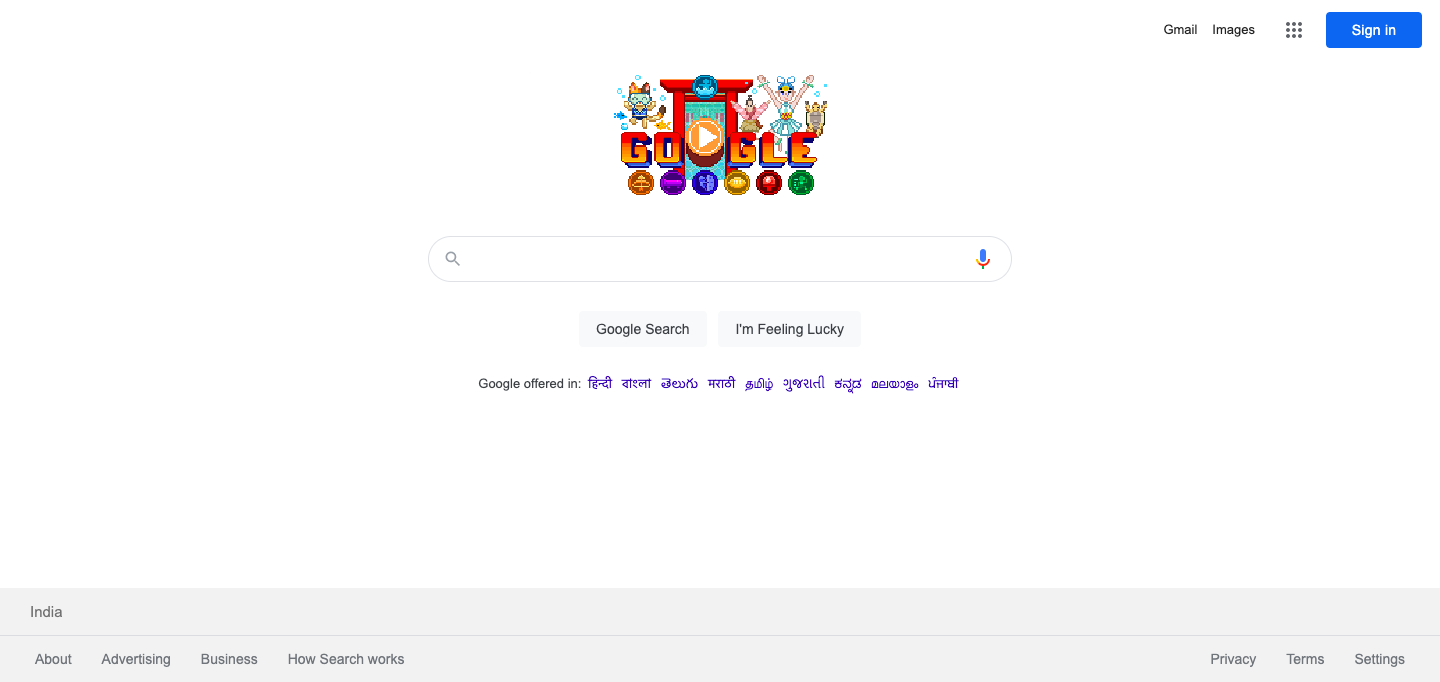 Gmail Images Sign in
GOOGLE
Google Search I'm Feeling Lucky
Google offered in: हिन्दी বাংলা తెలుగు मराठी தமிழ் ગુજરાતી ಕನ್ನಡ മലയാളം ਪੰਜਾਬੀ
India
About Advertising Business How Search works Privacy Terms Settings